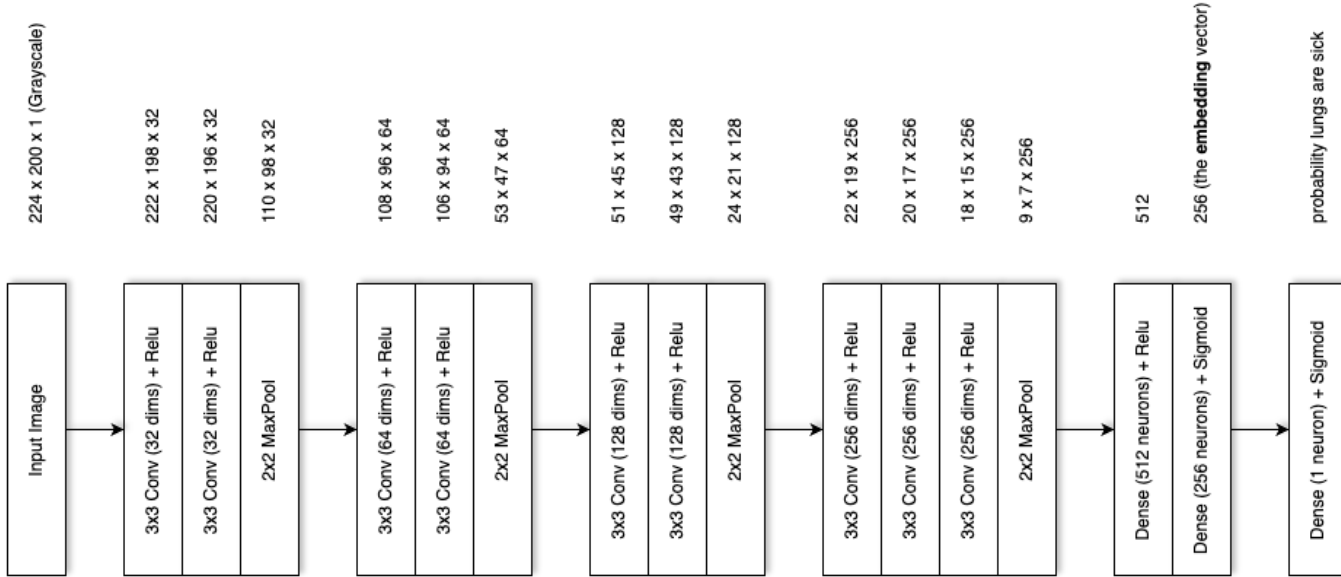 224 x 200 x 1 (Grayscale)
Input Image
222 x 198 x 32
3x3 Conv (32 dims) + Relu
220 x 196 x 32
3x3 Conv (32 dims) + Relu
110 x 98 x 32
2x2 MaxPool
108 x 96 x 64
3x3 Conv (64 dims) + Relu
106 x 94 x 64
3x3 Conv (64 dims) + Relu
53 x 47 x 64
2x2 MaxPool
51 x 45 x 128
3x3 Conv (128 dims) + Relu
49 x 43 x 128
3x3 Conv (128 dims) + Relu
24 x 21 x 128
2x2 MaxPool
22 x 19 x 256
3x3 Conv (256 dims) + Relu
20 x 17 x 256
3x3 Conv (256 dims) + Relu
18 x 15 x 256
3x3 Conv (256 dims) + Relu
9 x 7 x 256
2x2 MaxPool
512
Dense (512 neurons) + Relu
256 (the embedding vector)
Dense (256 neurons) + Sigmoid
probability lungs are sick
Dense (1 neuron) + Sigmoid